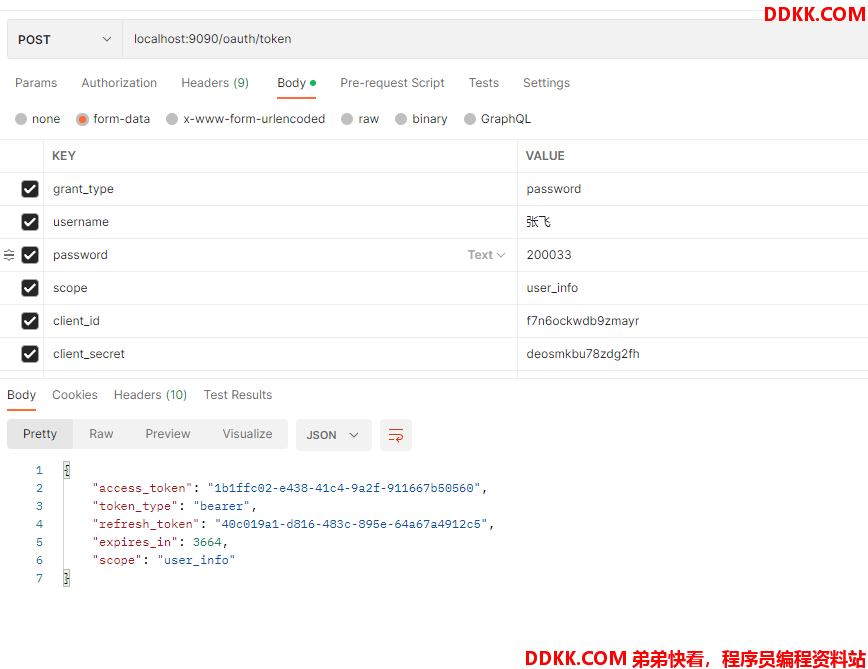 DDKK.COM
POST localhost:9090/oauth/token
Params Authorization Headers (9) Body Pre-request Script Tests Settings
none form-data x-www-form-urlencoded raw binary GraphQL
KEY VALUE
grant_type password
username 张飞
password Text 200033
scope user_info
client_id f7n6ockwdb9zmayr
client_secret deosmkbu78zdg2fh
Body Cookies Headers (10) Test Results
Pretty Raw Preview Visualize JSON
1 {
2 "access_token": "1b1ffc02-e438-41c4-9a2f-911667b50560",
3 "token_type": "bearer",
4 "refresh_token": "40c019a1-d816-483c-895e-64a67a4912c5",
5 "expires_in": 3664,
6 "scope": "user_info"
7 }
DDKK.COM 弟弟快看，程序员编程资料站